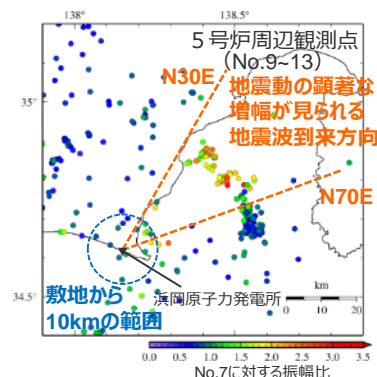 138°
138.5°
5号炉周辺観測点
(No.9~13)
N30E
地震動の顕著な
増幅が見られる
地震波到来方向
35°
N70E
敷地から
10kmの範囲
浜岡原子力発電所
km
0 10 20
34.5°
0.0 0.5 1.0 1.5 2.0 2.5 3.0 3.5
No.7に対する振幅比